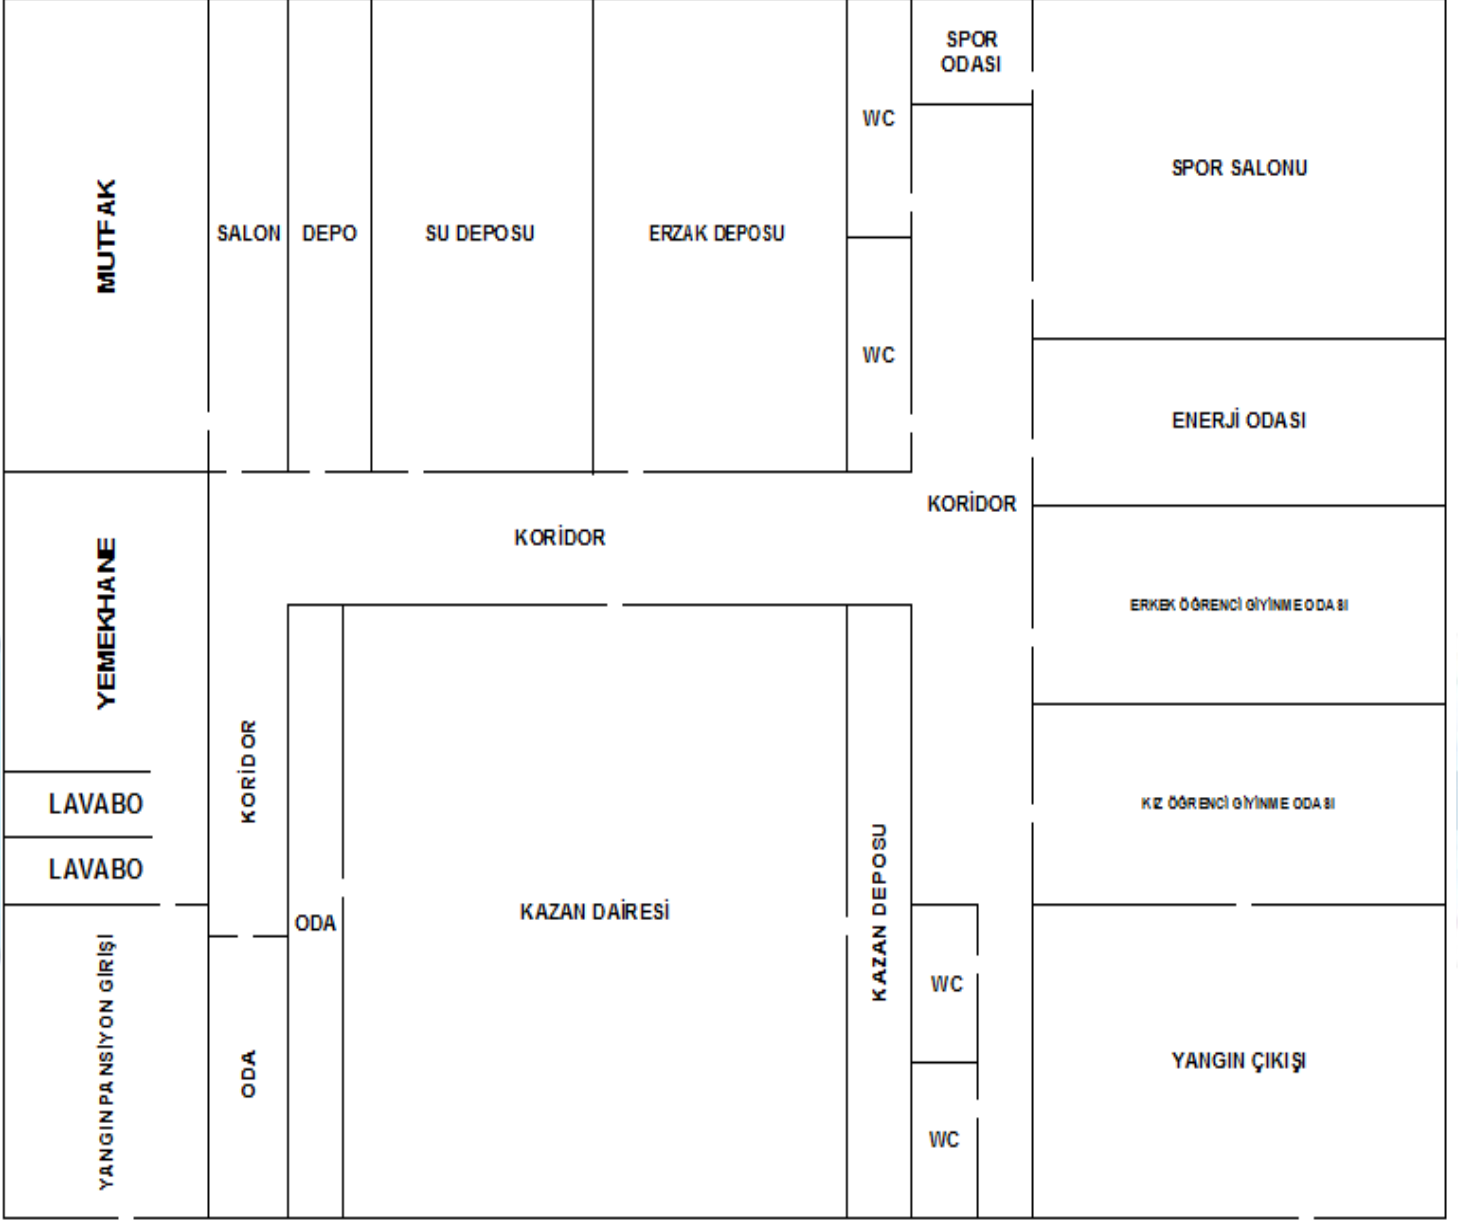 SPOR
ODASI
WC
SPOR SALONU
MUTFAK
SALON
DEPO
SU DEPOSU
ERZAK DEPOSU
WC
ENERJİ ODASI
KORİDOR
KORİDOR
YEMEKHANE
ERKEK ÖĞRENCİ GİYİNME ODASI
KORİDOR
LAVABO
KIZ ÖĞRENCİ GİYİNME ODASI
LAVABO
ODA
KAZAN DAİRESİ
KAZAN DEPOSU
WC
YANGIN PANSİYON GİRİŞİ
ODA
YANGIN ÇIKIŞI
WC